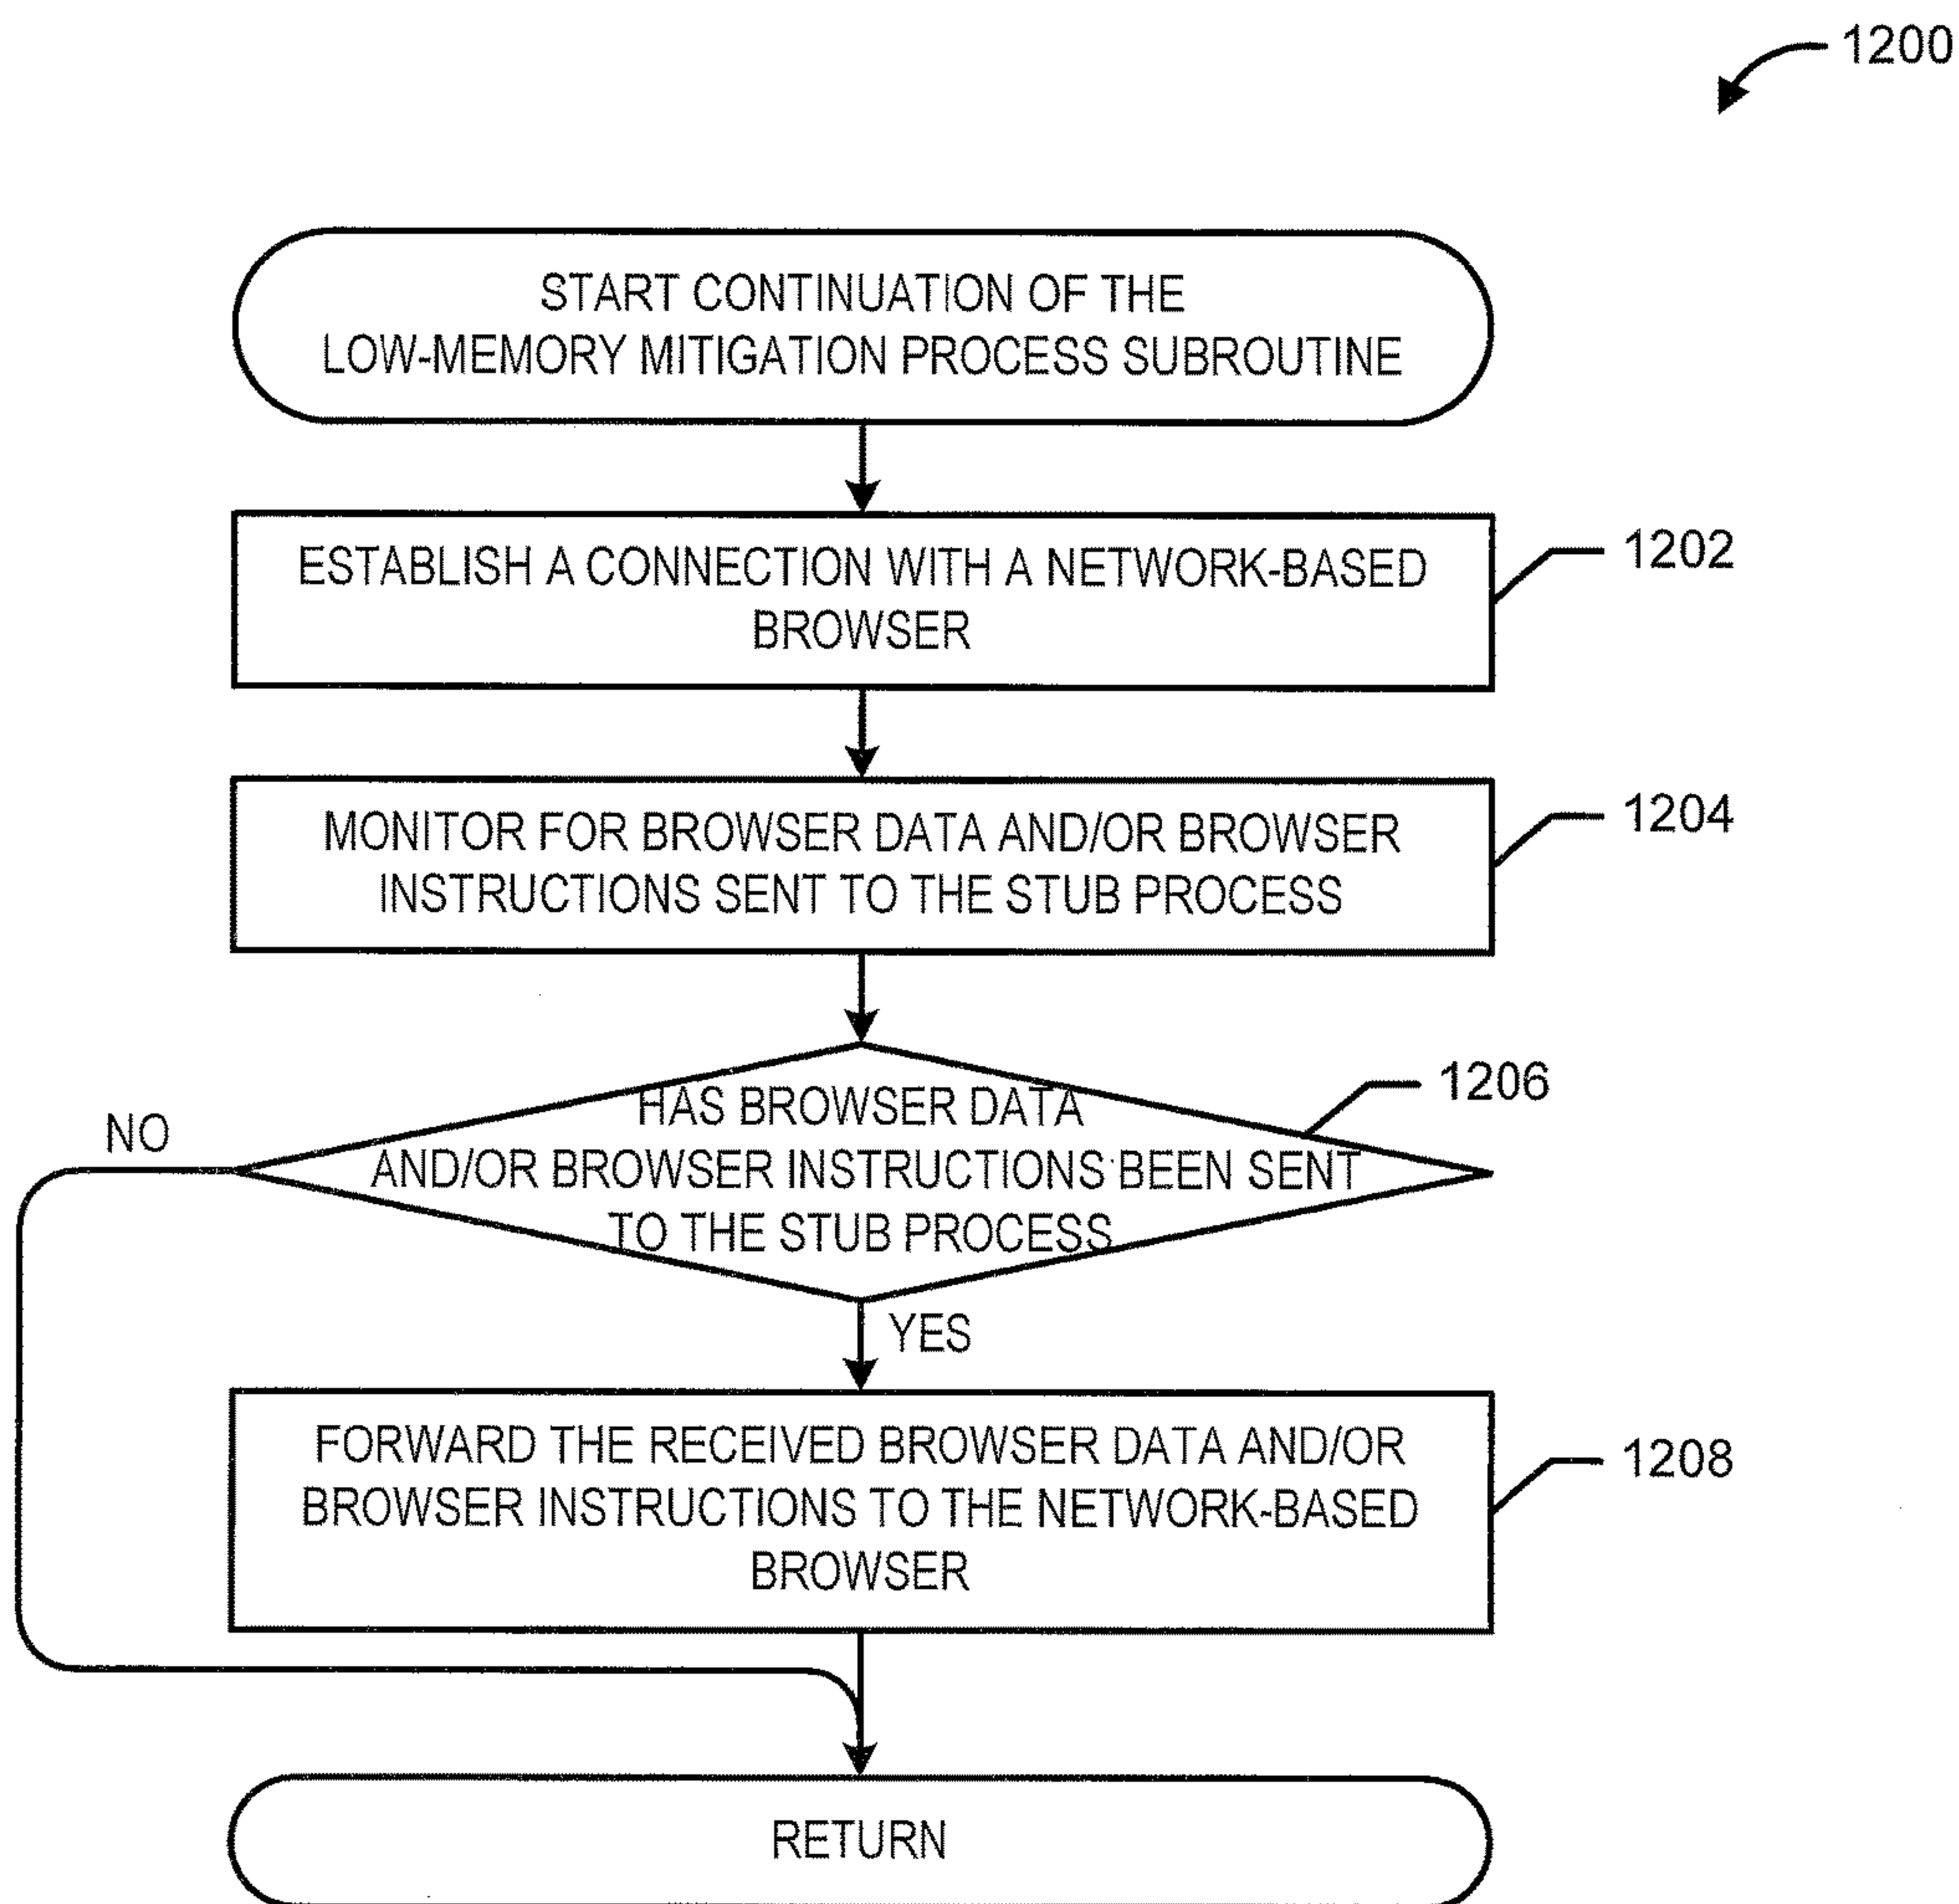 1200
START CONTINUATION OF THE
LOW-MEMORY MITIGATION PROCESS SUBROUTINE
ESTABLISH A CONNECTION WITH A NETWORK-BASED
BROWSER
1202
MONITOR FOR BROWSER DATA AND/OR BROWSER
INSTRUCTIONS SENT TO THE STUB PROCESS
1204
HAS BROWSER DATA
AND/OR BROWSER INSTRUCTIONS BEEN SENT
TO THE STUB PROCESS
1206
NO
YES
FORWARD THE RECEIVED BROWSER DATA AND/OR
BROWSER INSTRUCTIONS TO THE NETWORK-BASED
BROWSER
1208
RETURN